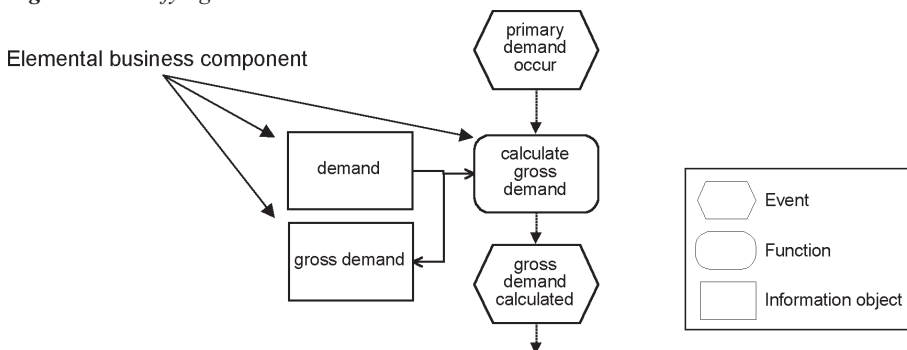 primary
demand
occur
Elemental business component
demand
calculate
gross
demand
gross demand
gross
demand
calculated
Event
Function
Information object